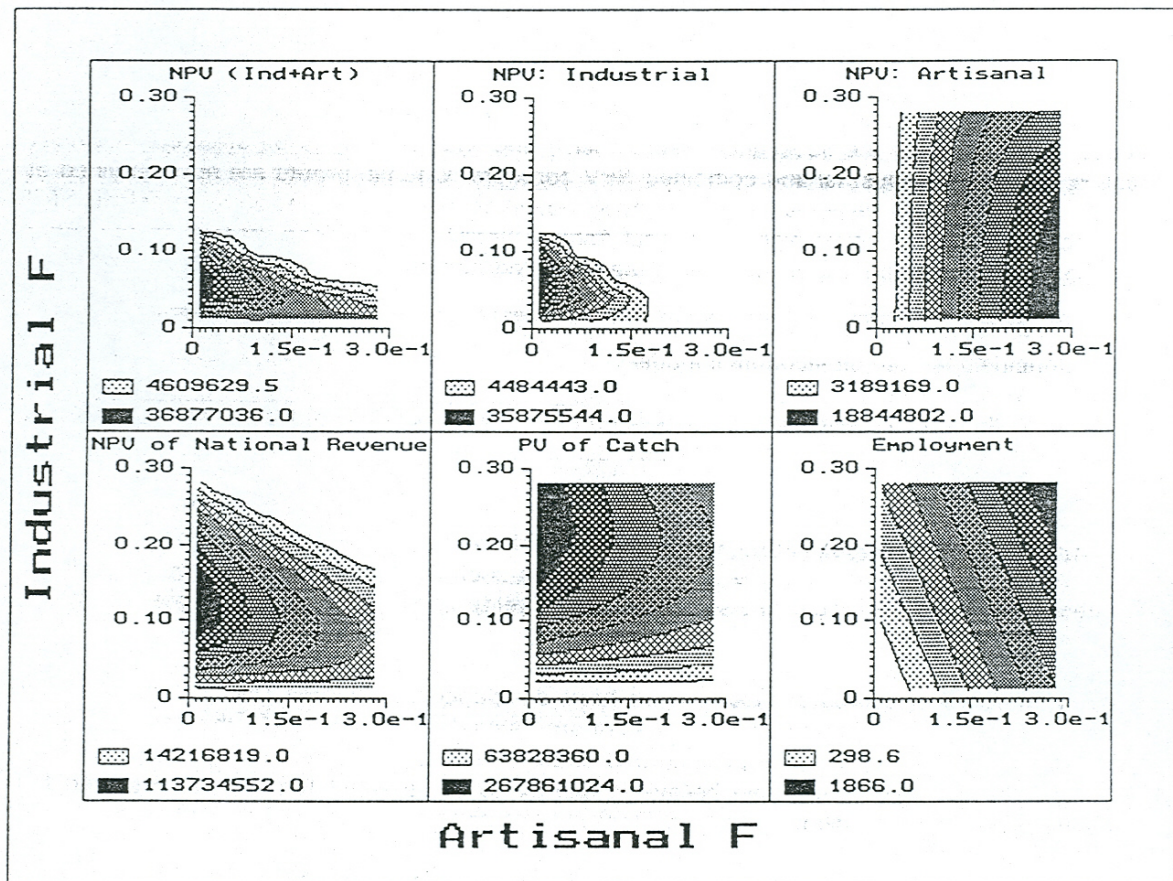 NPV (Ind+Art)
0.30
0.20
0.10
0
0 1.5e-1 3.0e-1
4609629.5
36877036.0
NPV: Industrial
0.30
0.20
0.10
0
0 1.5e-1 3.0e-1
4484443.0
35875544.0
NPV: Artisanal
0.30
0.20
0.10
0
0 1.5e-1 3.0e-1
3189169.0
18844802.0
Industrial F
NPV of National Revenue
0.30
0.20
0.10
0
0 1.5e-1 3.0e-1
14216819.0
113734552.0
PV of Catch
0.30
0.20
0.10
0
0 1.5e-1 3.0e-1
63828360.0
267861024.0
Employment
0.30
0.20
0.10
0
0 1.5e-1 3.0e-1
298.6
1866.0
Artisanal F